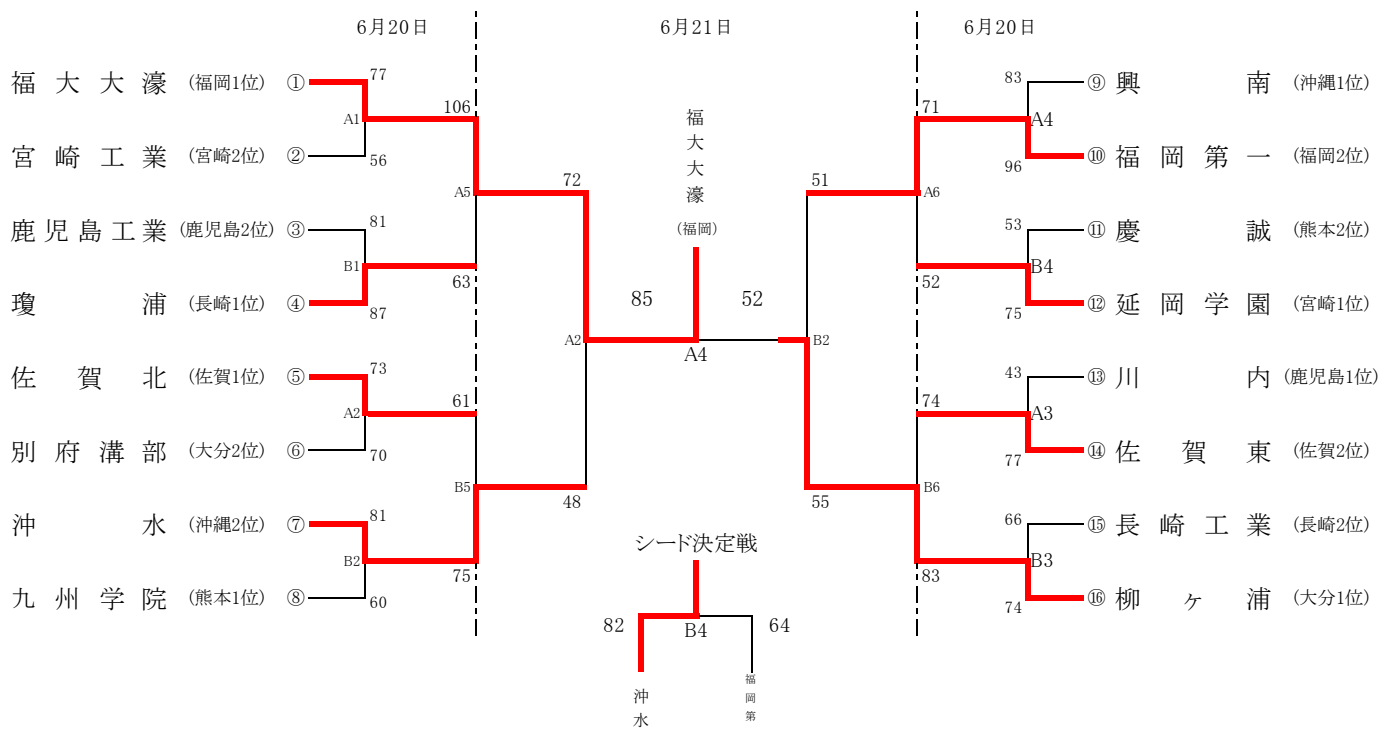 6月20日
6月21日
6月20日
福大大濠 (福岡1位) ①
77
A1
宮崎工業 (宮崎2位) ②
56
106
鹿児島工業 (鹿児島2位) ③
81
B1
瓊浦 (長崎1位) ④
87
63
A5
72
佐賀北 (佐賀1位) ⑤
73
A2
別府溝部 (大分2位) ⑥
70
61
沖水 (沖縄2位) ⑦
81
B2
九州学院 (熊本1位) ⑧
60
75
B5
48
A2
福大大濠
(福岡)
85
52
A4
シード決定戦
82
64
B4
沖水
福岡第
83
⑨ 興南 (沖縄1位)
A4
96
⑩ 福岡第一 (福岡2位)
71
53
⑪ 慶誠 (熊本2位)
B4
75
⑫ 延岡学園 (宮崎1位)
52
A6
51
43
⑬ 川内 (鹿児島1位)
A3
77
⑭ 佐賀東 (佐賀2位)
74
66
⑮ 長崎工業 (長崎2位)
B3
74
⑯ 柳ヶ浦 (大分1位)
83
B6
55
B2